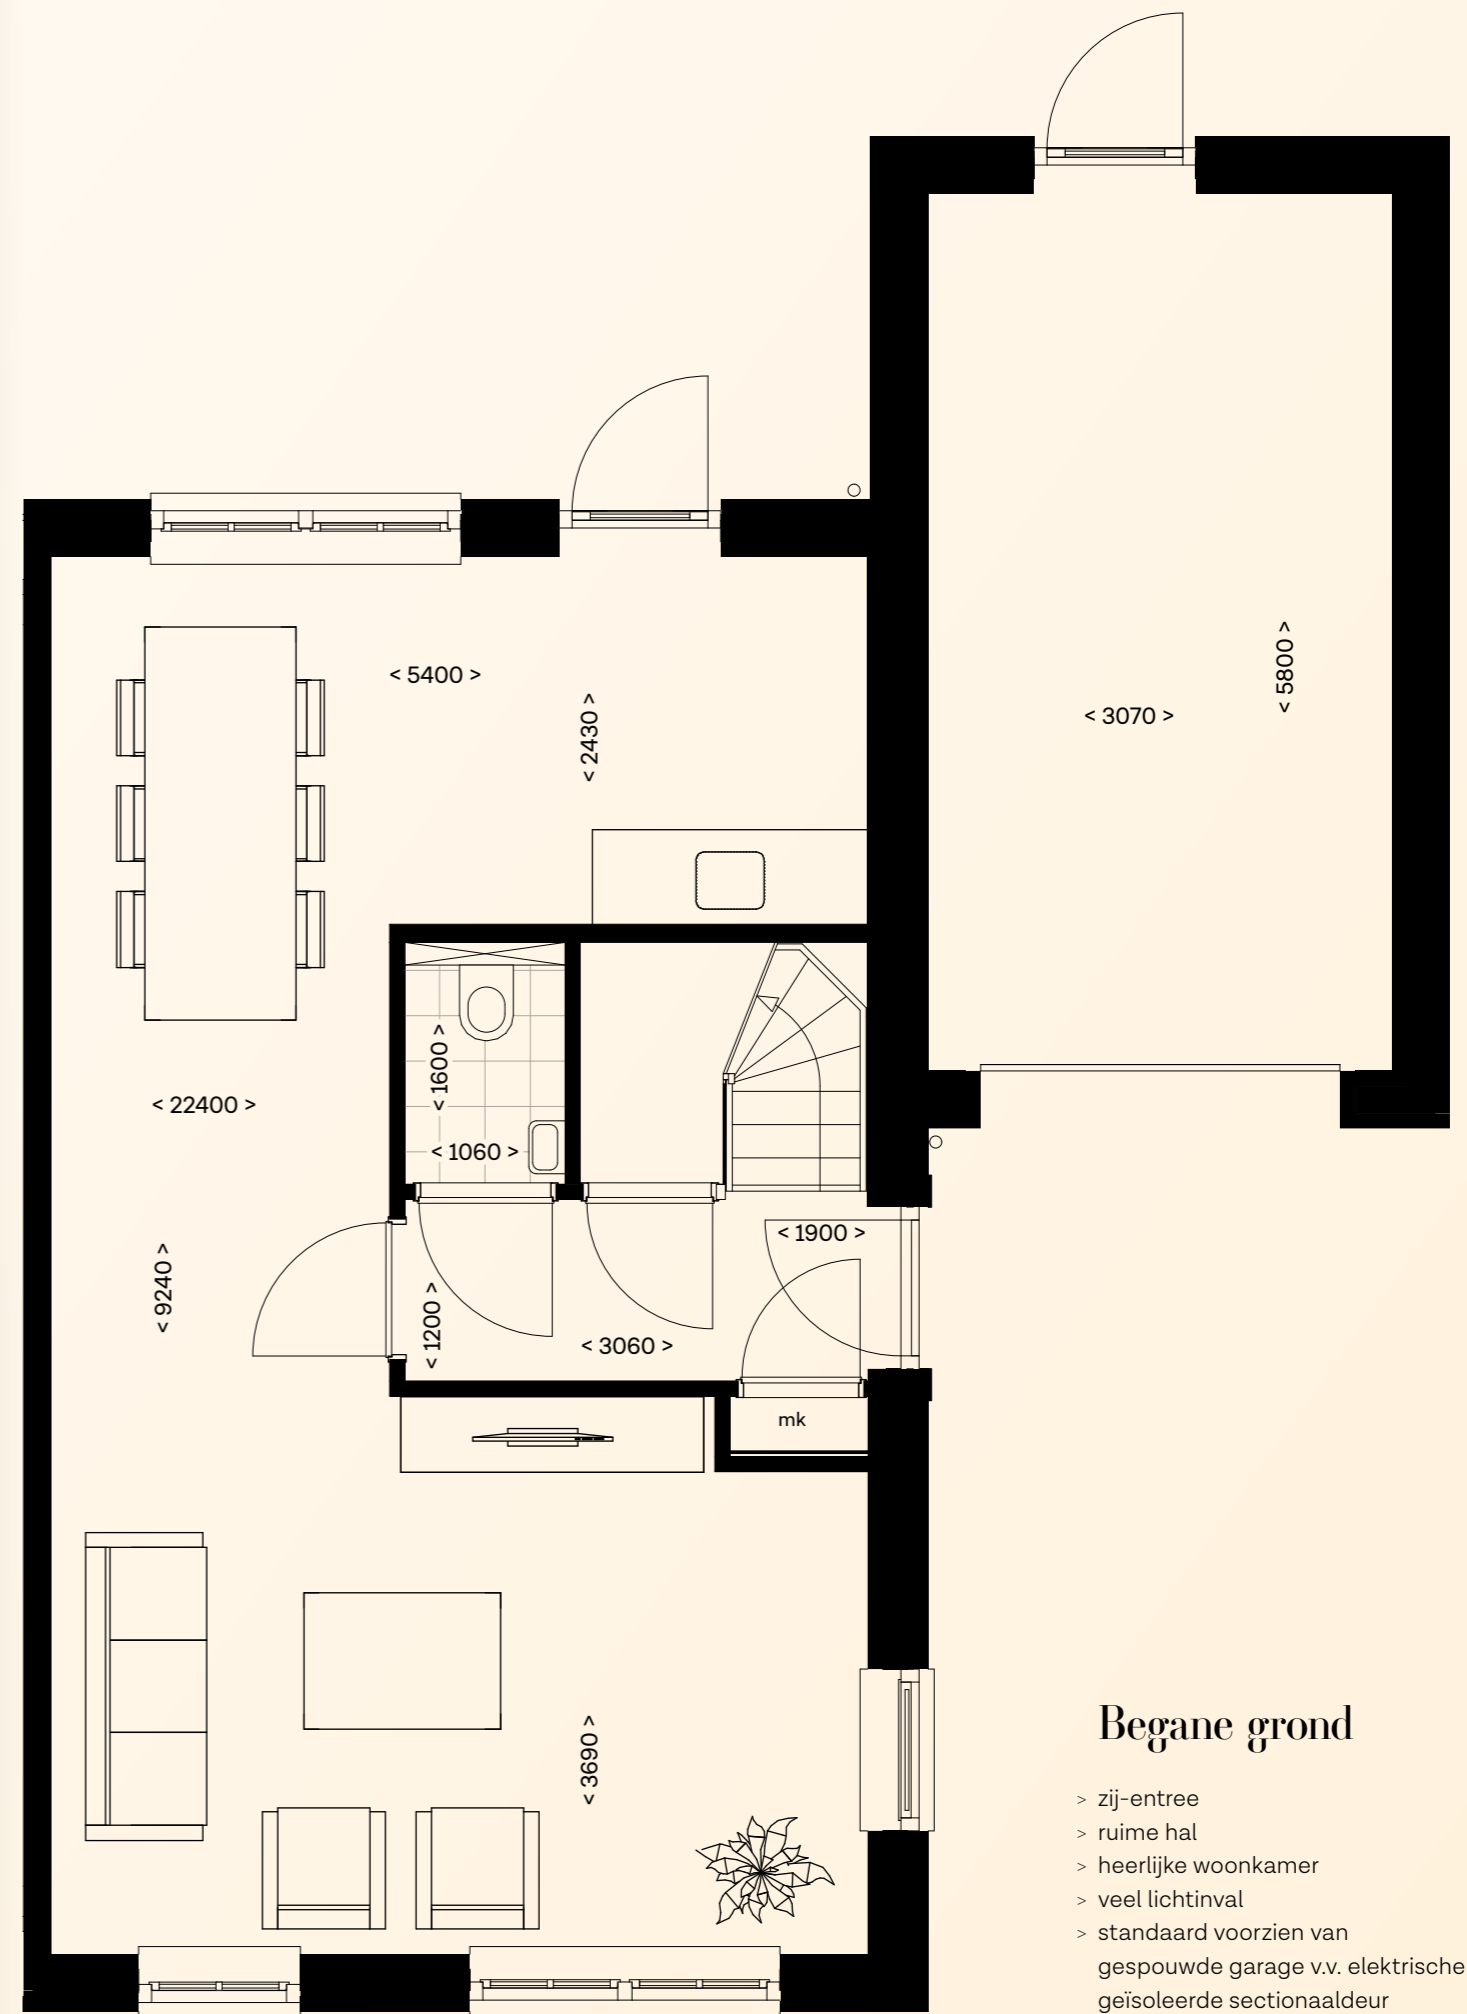 < 5400 >
< 2430 >
< 3070 >
< 5800 >
< 1600 >
< 1060 >
< 22400 >
< 9240 >
< 1200 >
< 3060 >
< 1900 >
mk
< 3690 >
Begane grond
> zij-entree
> ruime hal
> heerlijke woonkamer
> veel lichtinval
> standaard voorzien van
gespouwde garage v.v. elektrische
geïsoleerde sectionaaldeur